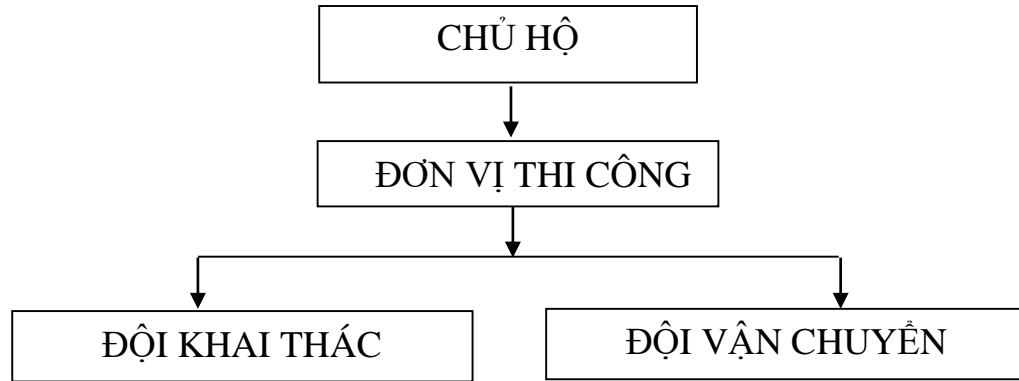 CHỦ HỘ
ĐƠN VỊ THI CÔNG
ĐỘI KHAI THÁC
ĐỘI VẬN CHUYỂN